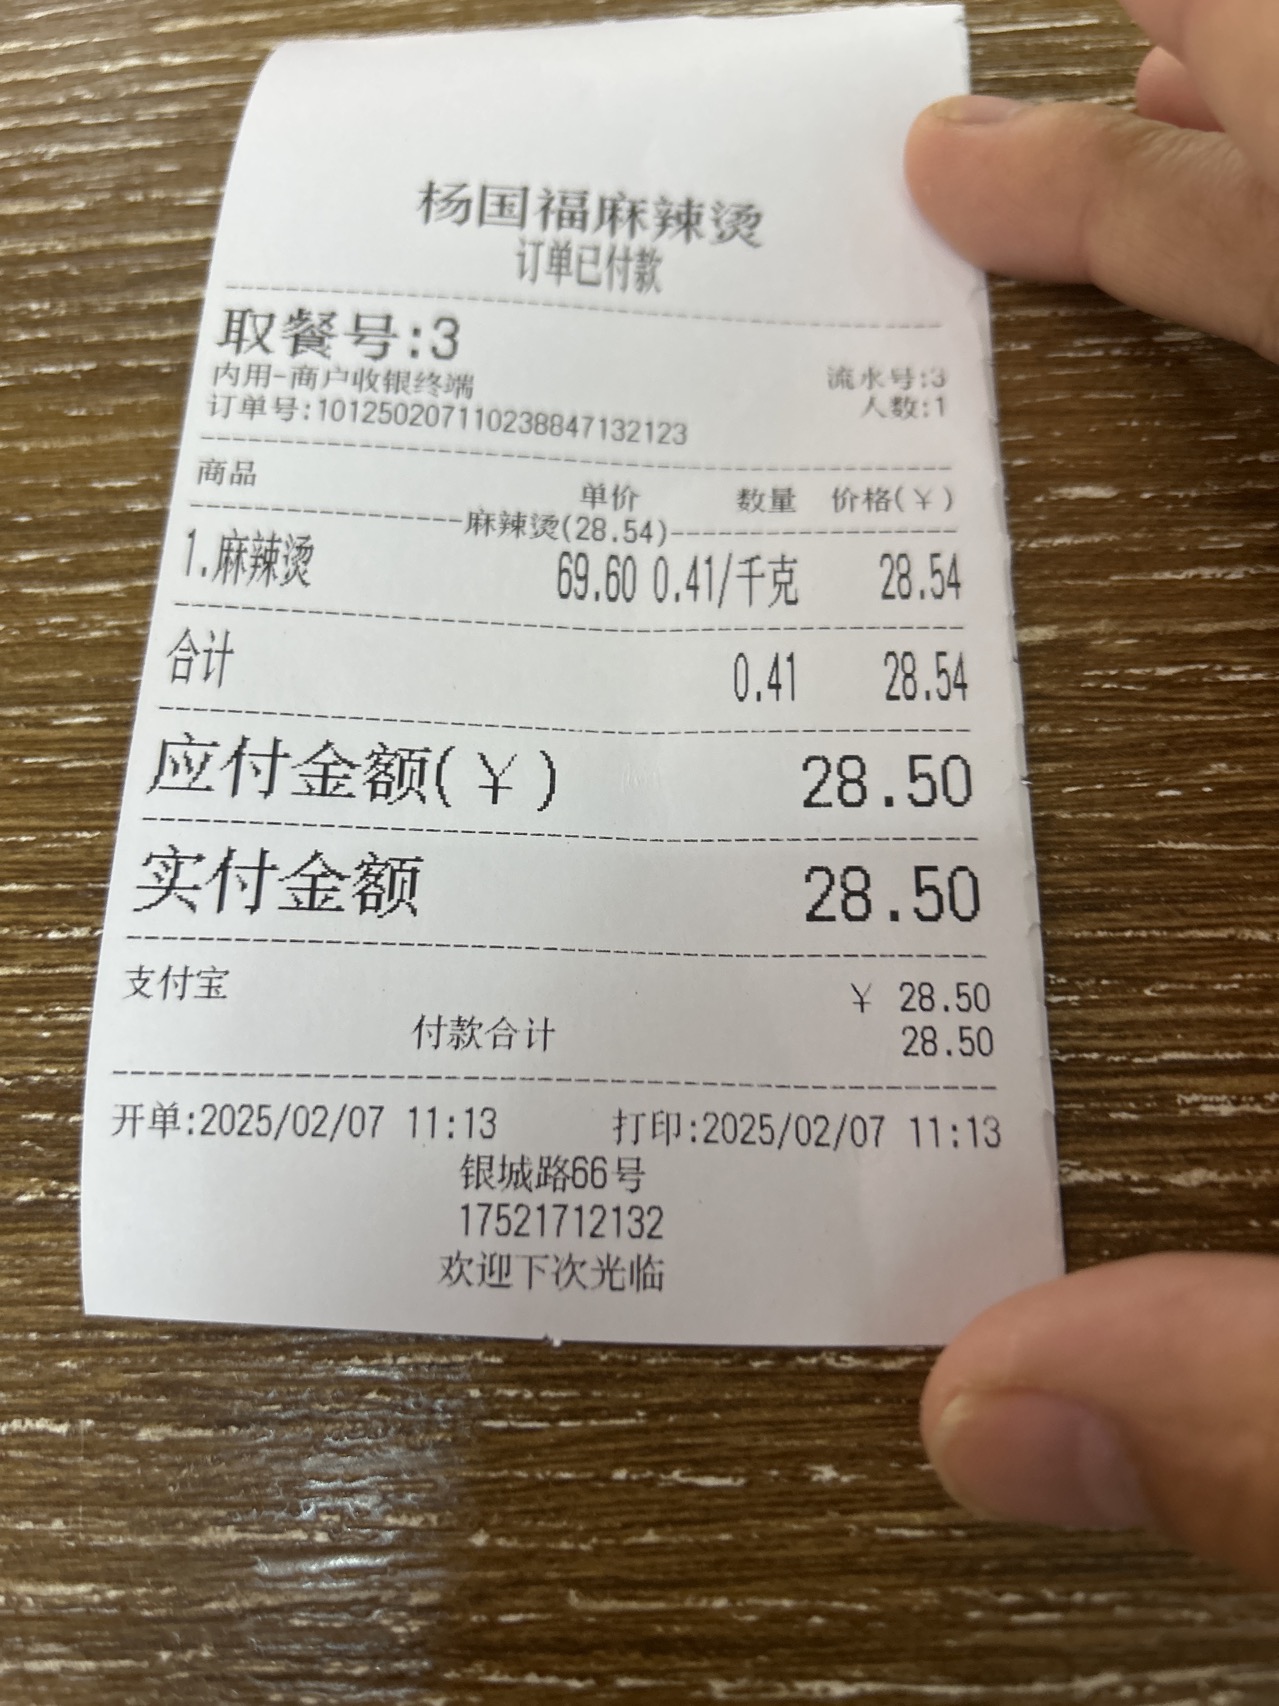 杨国福麻辣烫
订单已付款
取餐号:3
内用-商户收银终端 流水号:3
订单号:10125020711023884​7132123 人数:1
商品 单价 数量 价格(¥)
麻辣烫(28.54)
1.麻辣烫 69.60 0.41/千克 28.54
合计 0.41 28.54
应付金额(¥) 28.50
实付金额 28.50
支付宝 ¥ 28.50
付款合计 28.50
开单:2025/02/07 11:13 打印:2025/02/07 11:13
银城路66号
17521712132
欢迎下次光临